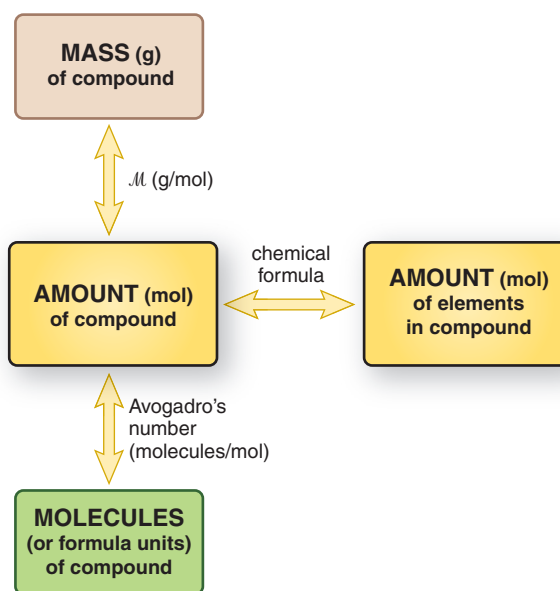 MASS (g)
of compound
ℳ (g/mol)
AMOUNT (mol)
of compound
chemical
formula
AMOUNT (mol)
of elements
in compound
Avogadro’s
number
(molecules/mol)
MOLECULES
(or formula units)
of compound